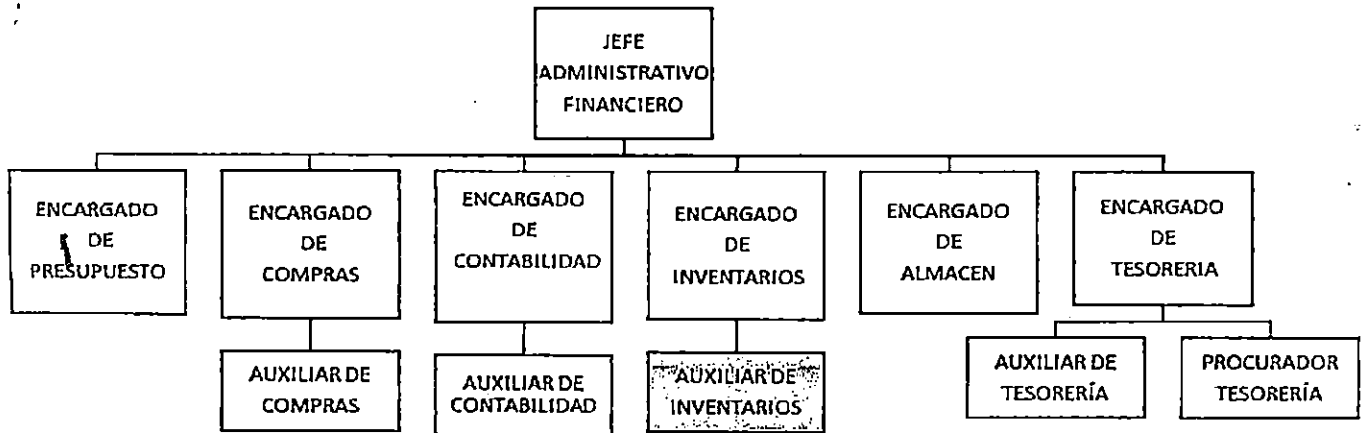 JEFE
ADMINISTRATIVO
FINANCIERO
ENCARGADO
DE
PRESUPUESTO
ENCARGADO
DE
COMPRAS
ENCARGADO
DE
CONTABILIDAD
ENCARGADO
DE
INVENTARIOS
ENCARGADO
DE
ALMACEN
ENCARGADO
DE
TESORERIA
AUXILIAR DE
COMPRAS
AUXILIAR DE
CONTABILIDAD
AUXILIAR DE
INVENTARIOS
AUXILIAR DE
TESORERÍA
PROCURADOR
TESORERÍA